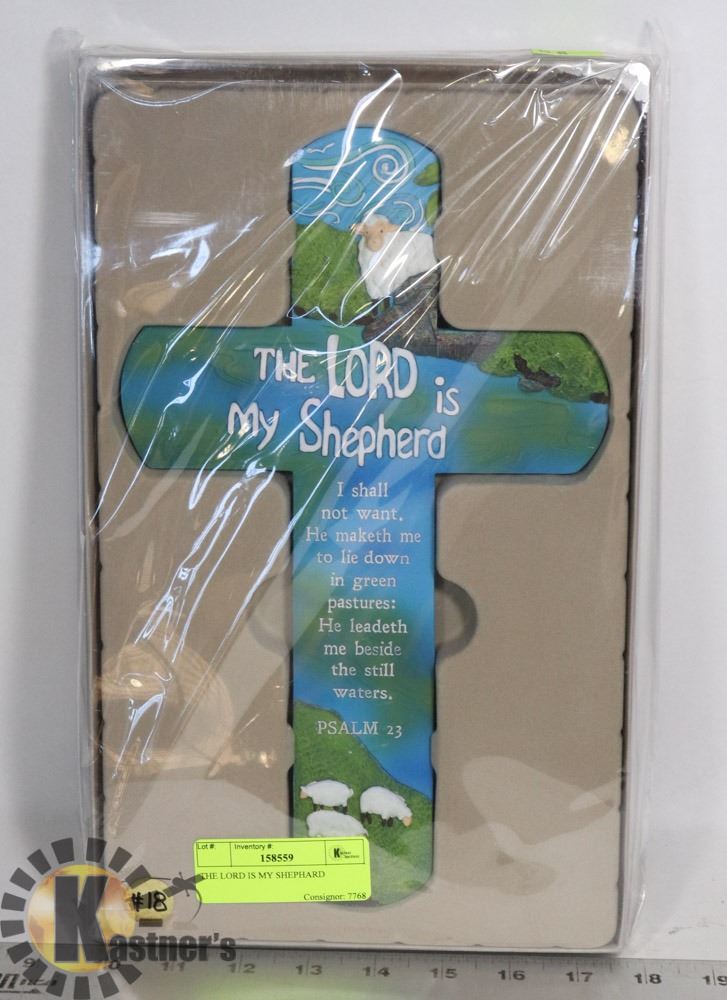 THE LORD is
My Shepherd
I shall
not want.
He maketh me
to lie down
in green
pastures:
He leadeth
me beside
the still
waters.
PSALM 23
Lot #:
Inventory #:
158559
THE LORD IS MY SHEPHARD
Consignor: 7768
#18
Kastner's
11 12 13 14 15 16 17 18 19